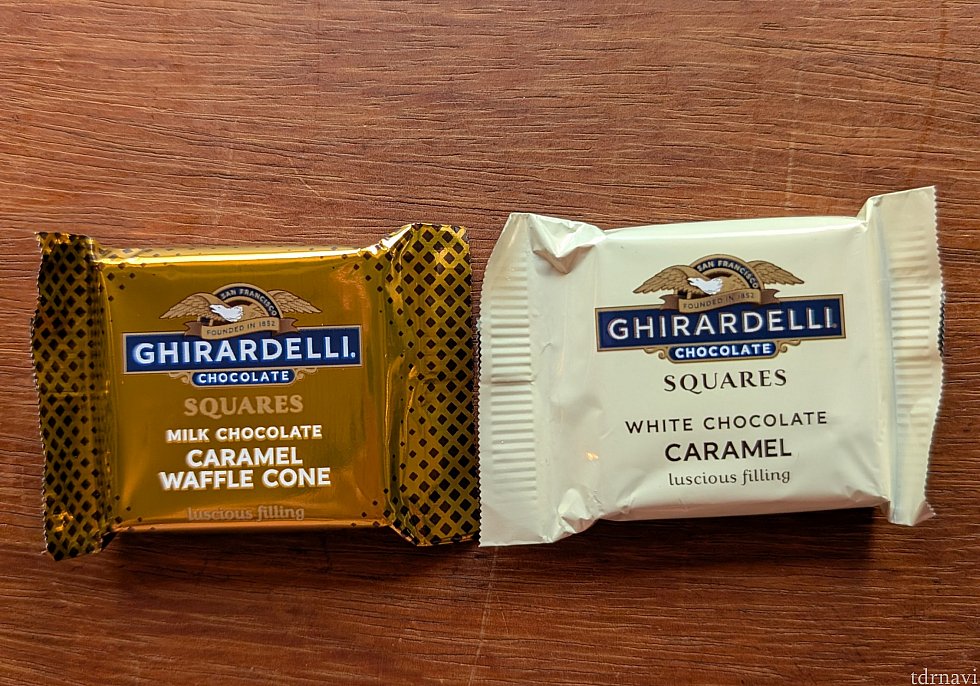 SAN FRANCISCO
FOUNDED IN 1852
GHIRARDELLI.
CHOCOLATE
SQUARES
MILK CHOCOLATE
CARAMEL
WAFFLE CONE
luscious filling
SAN FRANCISCO
FOUNDED IN 1852
GHIRARDELLI
CHOCOLATE
SQUARES
WHITE CHOCOLATE
CARAMEL
luscious filling
tdrnavi